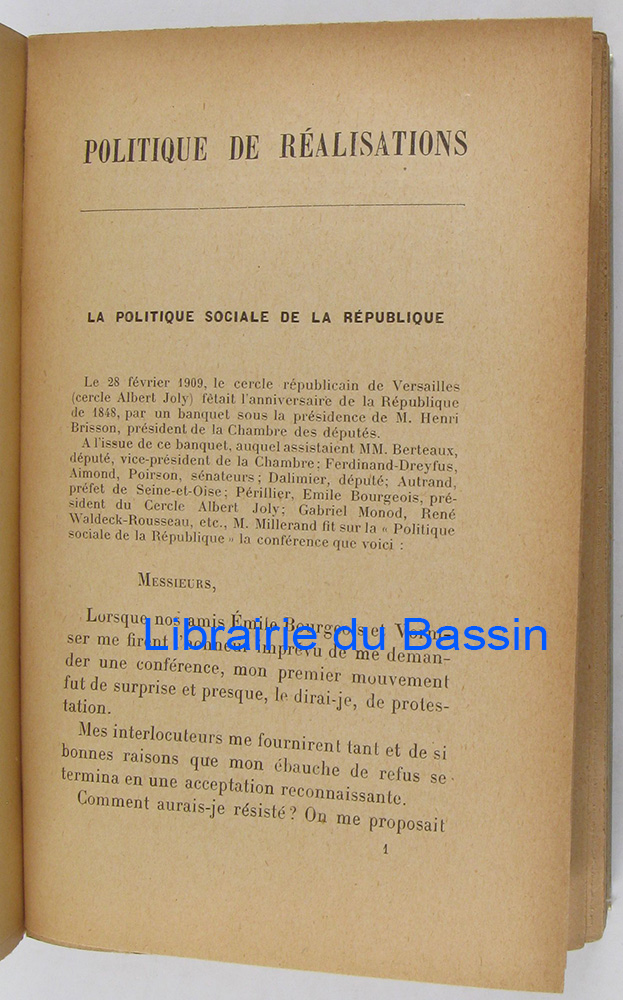 POLITIQUE DE RÉALISATIONS
LA POLITIQUE SOCIALE DE LA RÉPUBLIQUE
Le 28 février 1909, le cercle républicain de Versailles
(cercle Albert Joly) fêtait l'anniversaire de la République
de 1848, par un banquet sous la présidence de M. Henri
Brisson, président de la Chambre des députés.
A l'issue de ce banquet, auquel assistaient MM. Berteaux,
député, vice-président de la Chambre; Ferdinand-Dreyfus,
Aimond, Poirson, sénateurs; Dalimier, député; Autrand,
préfet de Seine-et-Oise; Périllier, Emile Bourgeois, pré-
sident du Cercle Albert Joly; Gabriel Monod, René
Waldeck-Rousseau, etc., M. Millerand fit sur la « Politique
sociale de la République » la conférence que voici :
MESSIEURS,
Lorsque nos amis Émile Bourgeois et
Librairie du Bassin
ser me firent l'honneur imprévu de me deman-
der une conférence, mon premier mouvement
fut de surprise et presque, le dirai-je, de protes-
tation.
Mes interlocuteurs me fournirent tant et de si
bonnes raisons que mon ébauche de refus se
termina en une acceptation reconnaissante.
Comment aurais-je résisté? On me proposait
1